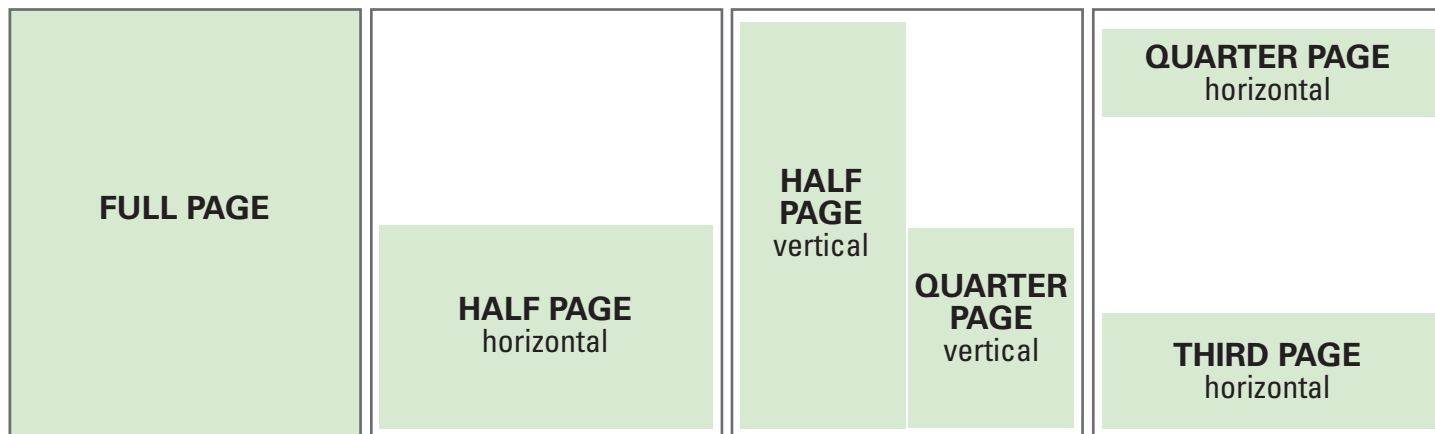 FULL PAGE
HALF PAGE
horizontal
HALF
PAGE
vertical
QUARTER
PAGE
vertical
QUARTER PAGE
horizontal
THIRD PAGE
horizontal